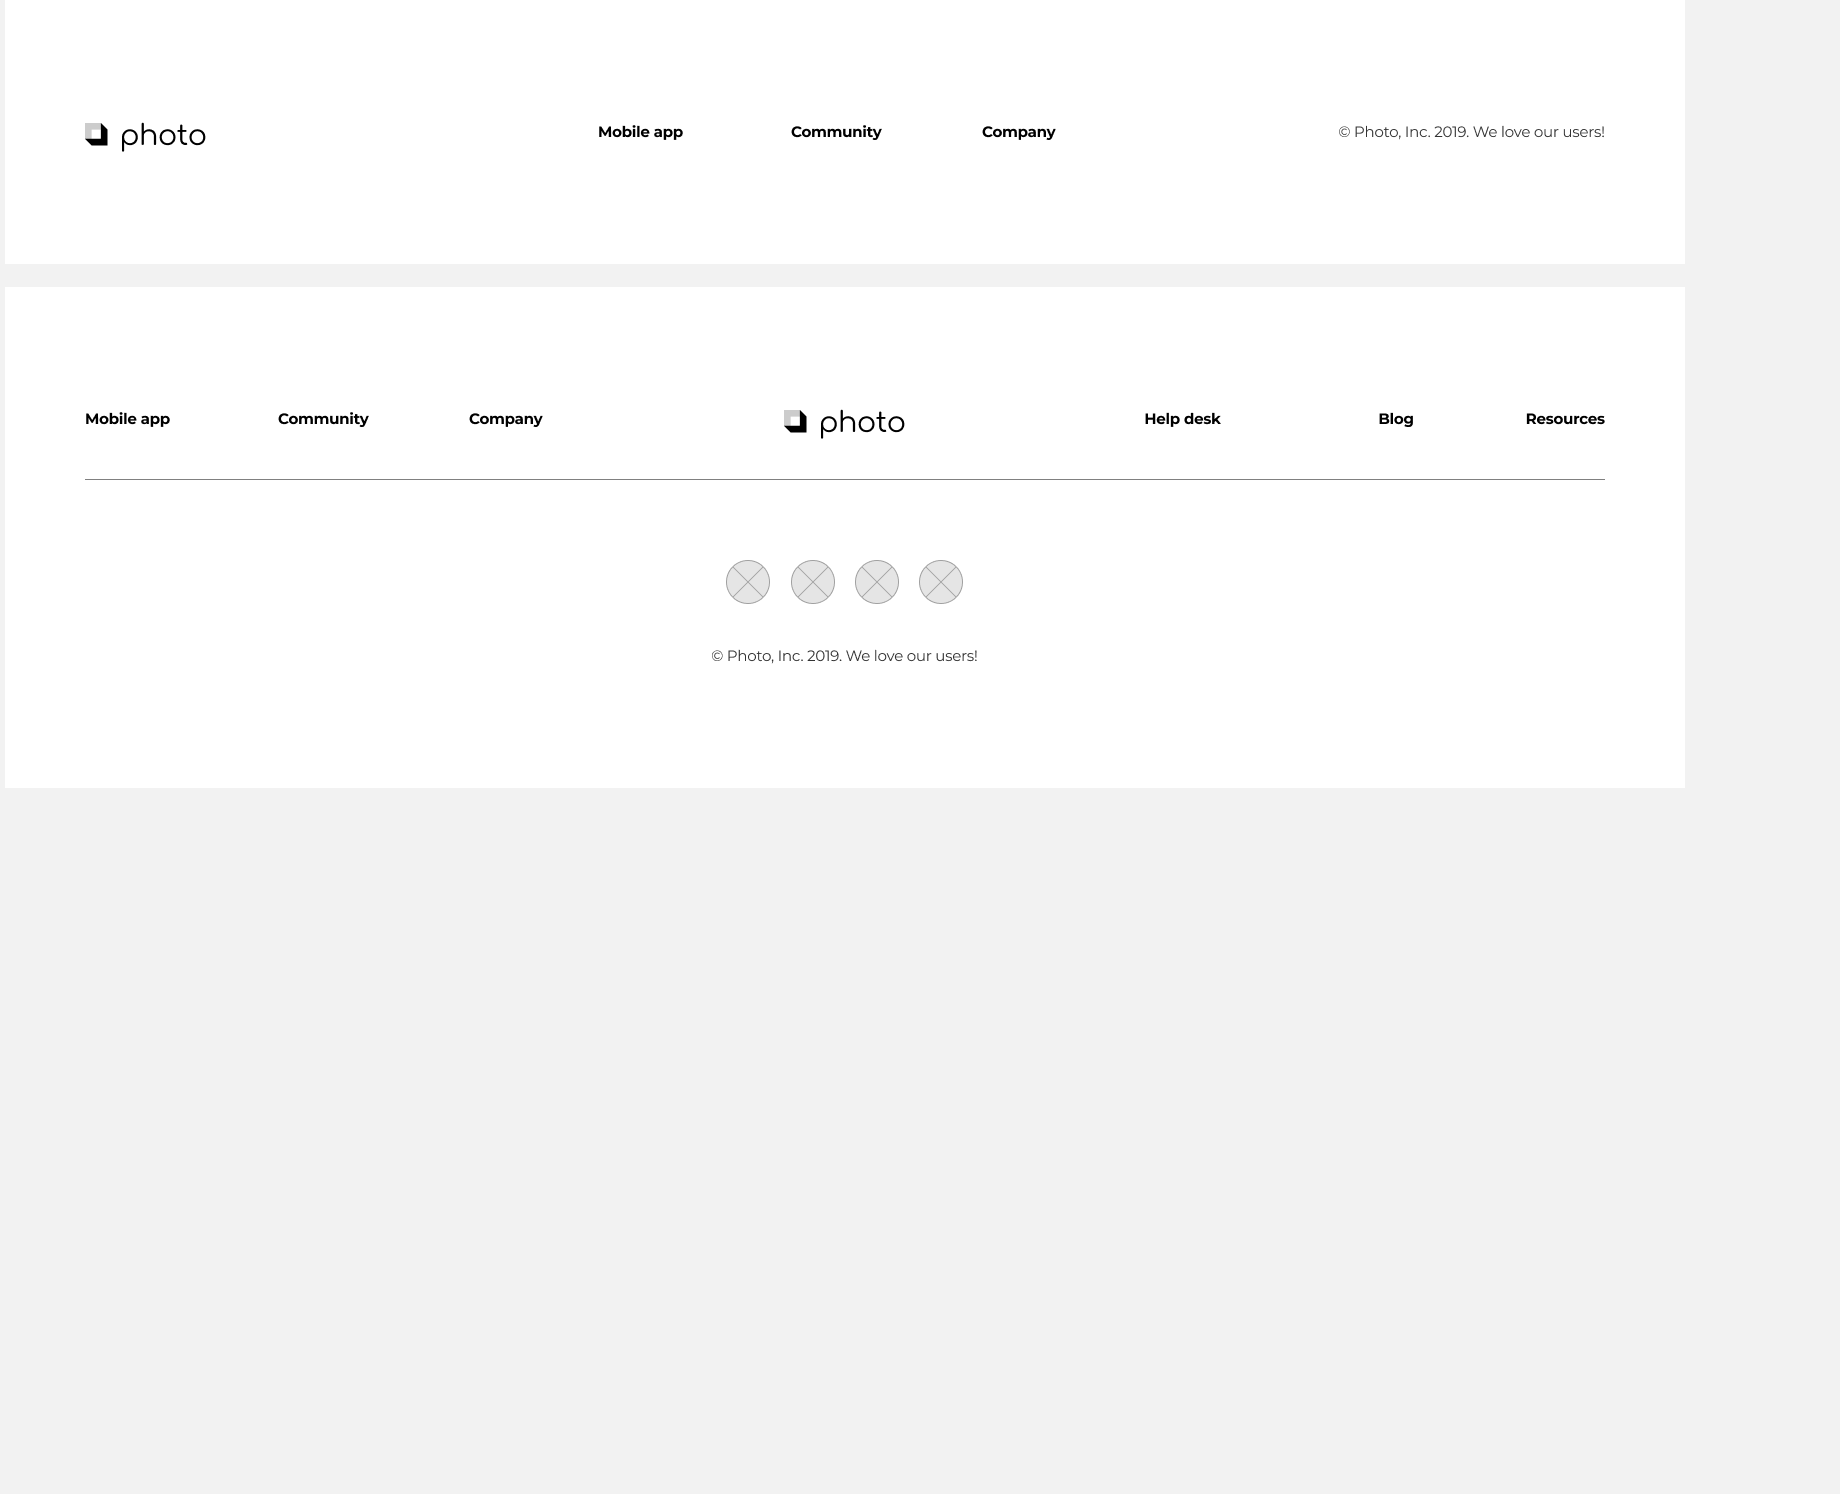 photo Mobile app Community Company © Photo, Inc. 2019. We love our users!
Mobile app Community Company photo Help desk Blog Resources
© Photo, Inc. 2019. We love our users!